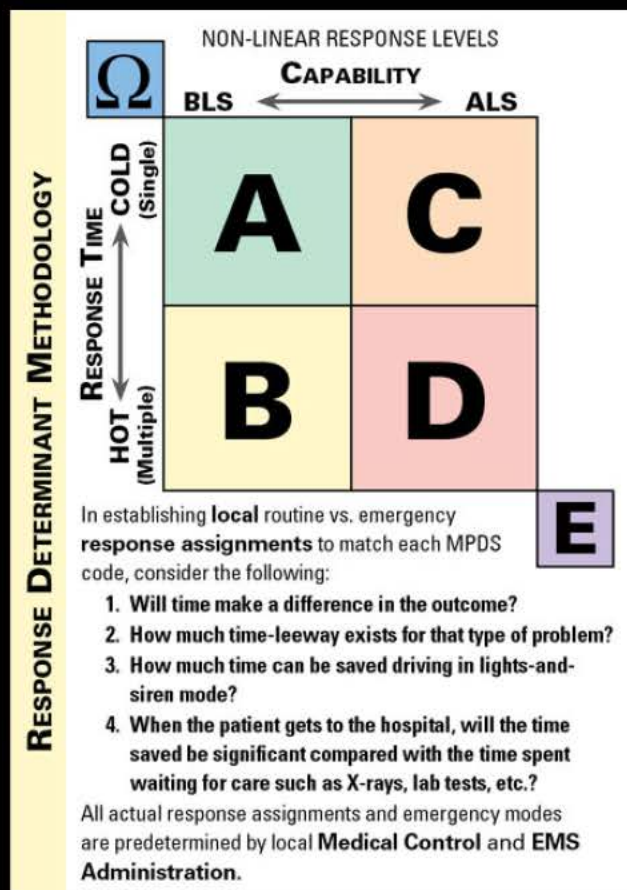 NON-LINEAR RESPONSE LEVELS
CAPABILITY
BLS ALS
Ω
RESPONSE DETERMINANT METHODOLOGY
RESPONSE TIME
COLD
(Single)
HOT
(Multiple)
A C
B D
E
In establishing local routine vs. emergency
response assignments to match each MPDS
code, consider the following:
1. Will time make a difference in the outcome?
2. How much time-leeway exists for that type of problem?
3. How much time can be saved driving in lights-and-
siren mode?
4. When the patient gets to the hospital, will the time
saved be significant compared with the time spent
waiting for care such as X-rays, lab tests, etc.?
All actual response assignments and emergency modes
are predetermined by local Medical Control and EMS
Administration.